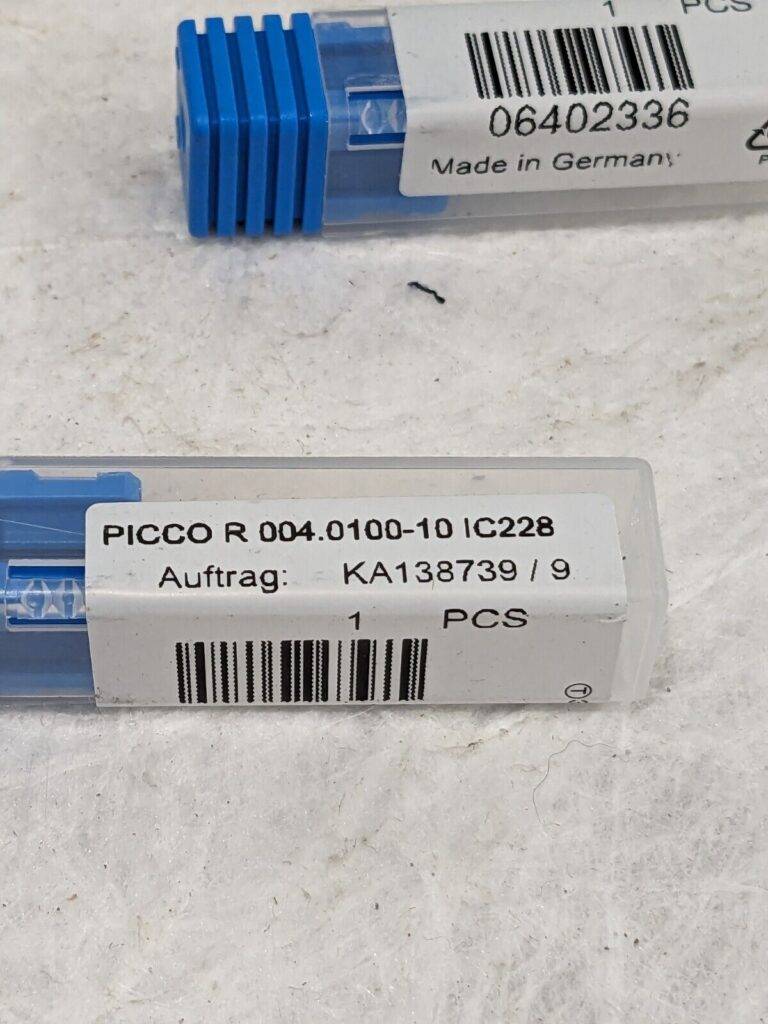 1 PCS
06402336
Made in Germany
PICCO R 004.0100-10 IC228
Auftrag: KA138739 / 9
1 PCS